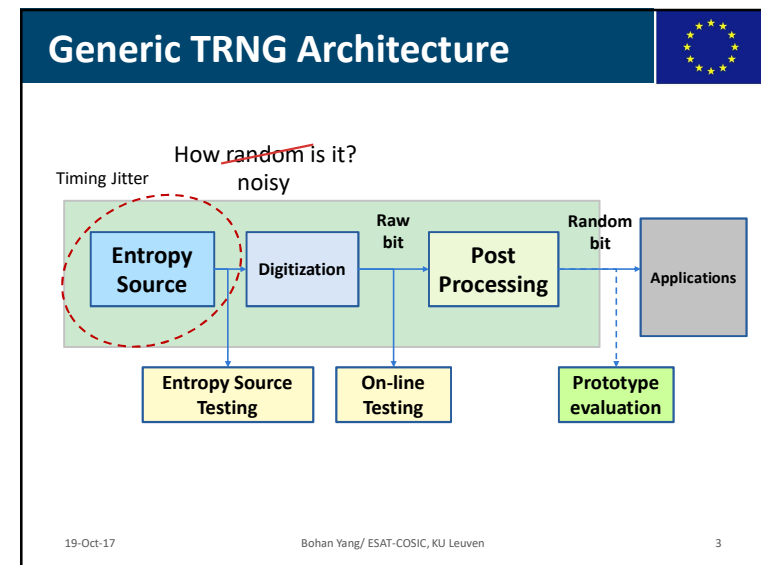 Generic TRNG Architecture
How random is it?
noisy
Timing Jitter
Raw
bit
Random
bit
Entropy
Source
Digitization
Post
Processing
Applications
Entropy Source
Testing
On-line
Testing
Prototype
evaluation
19-Oct-17
Bohan Yang/ ESAT-COSIC, KU Leuven
3